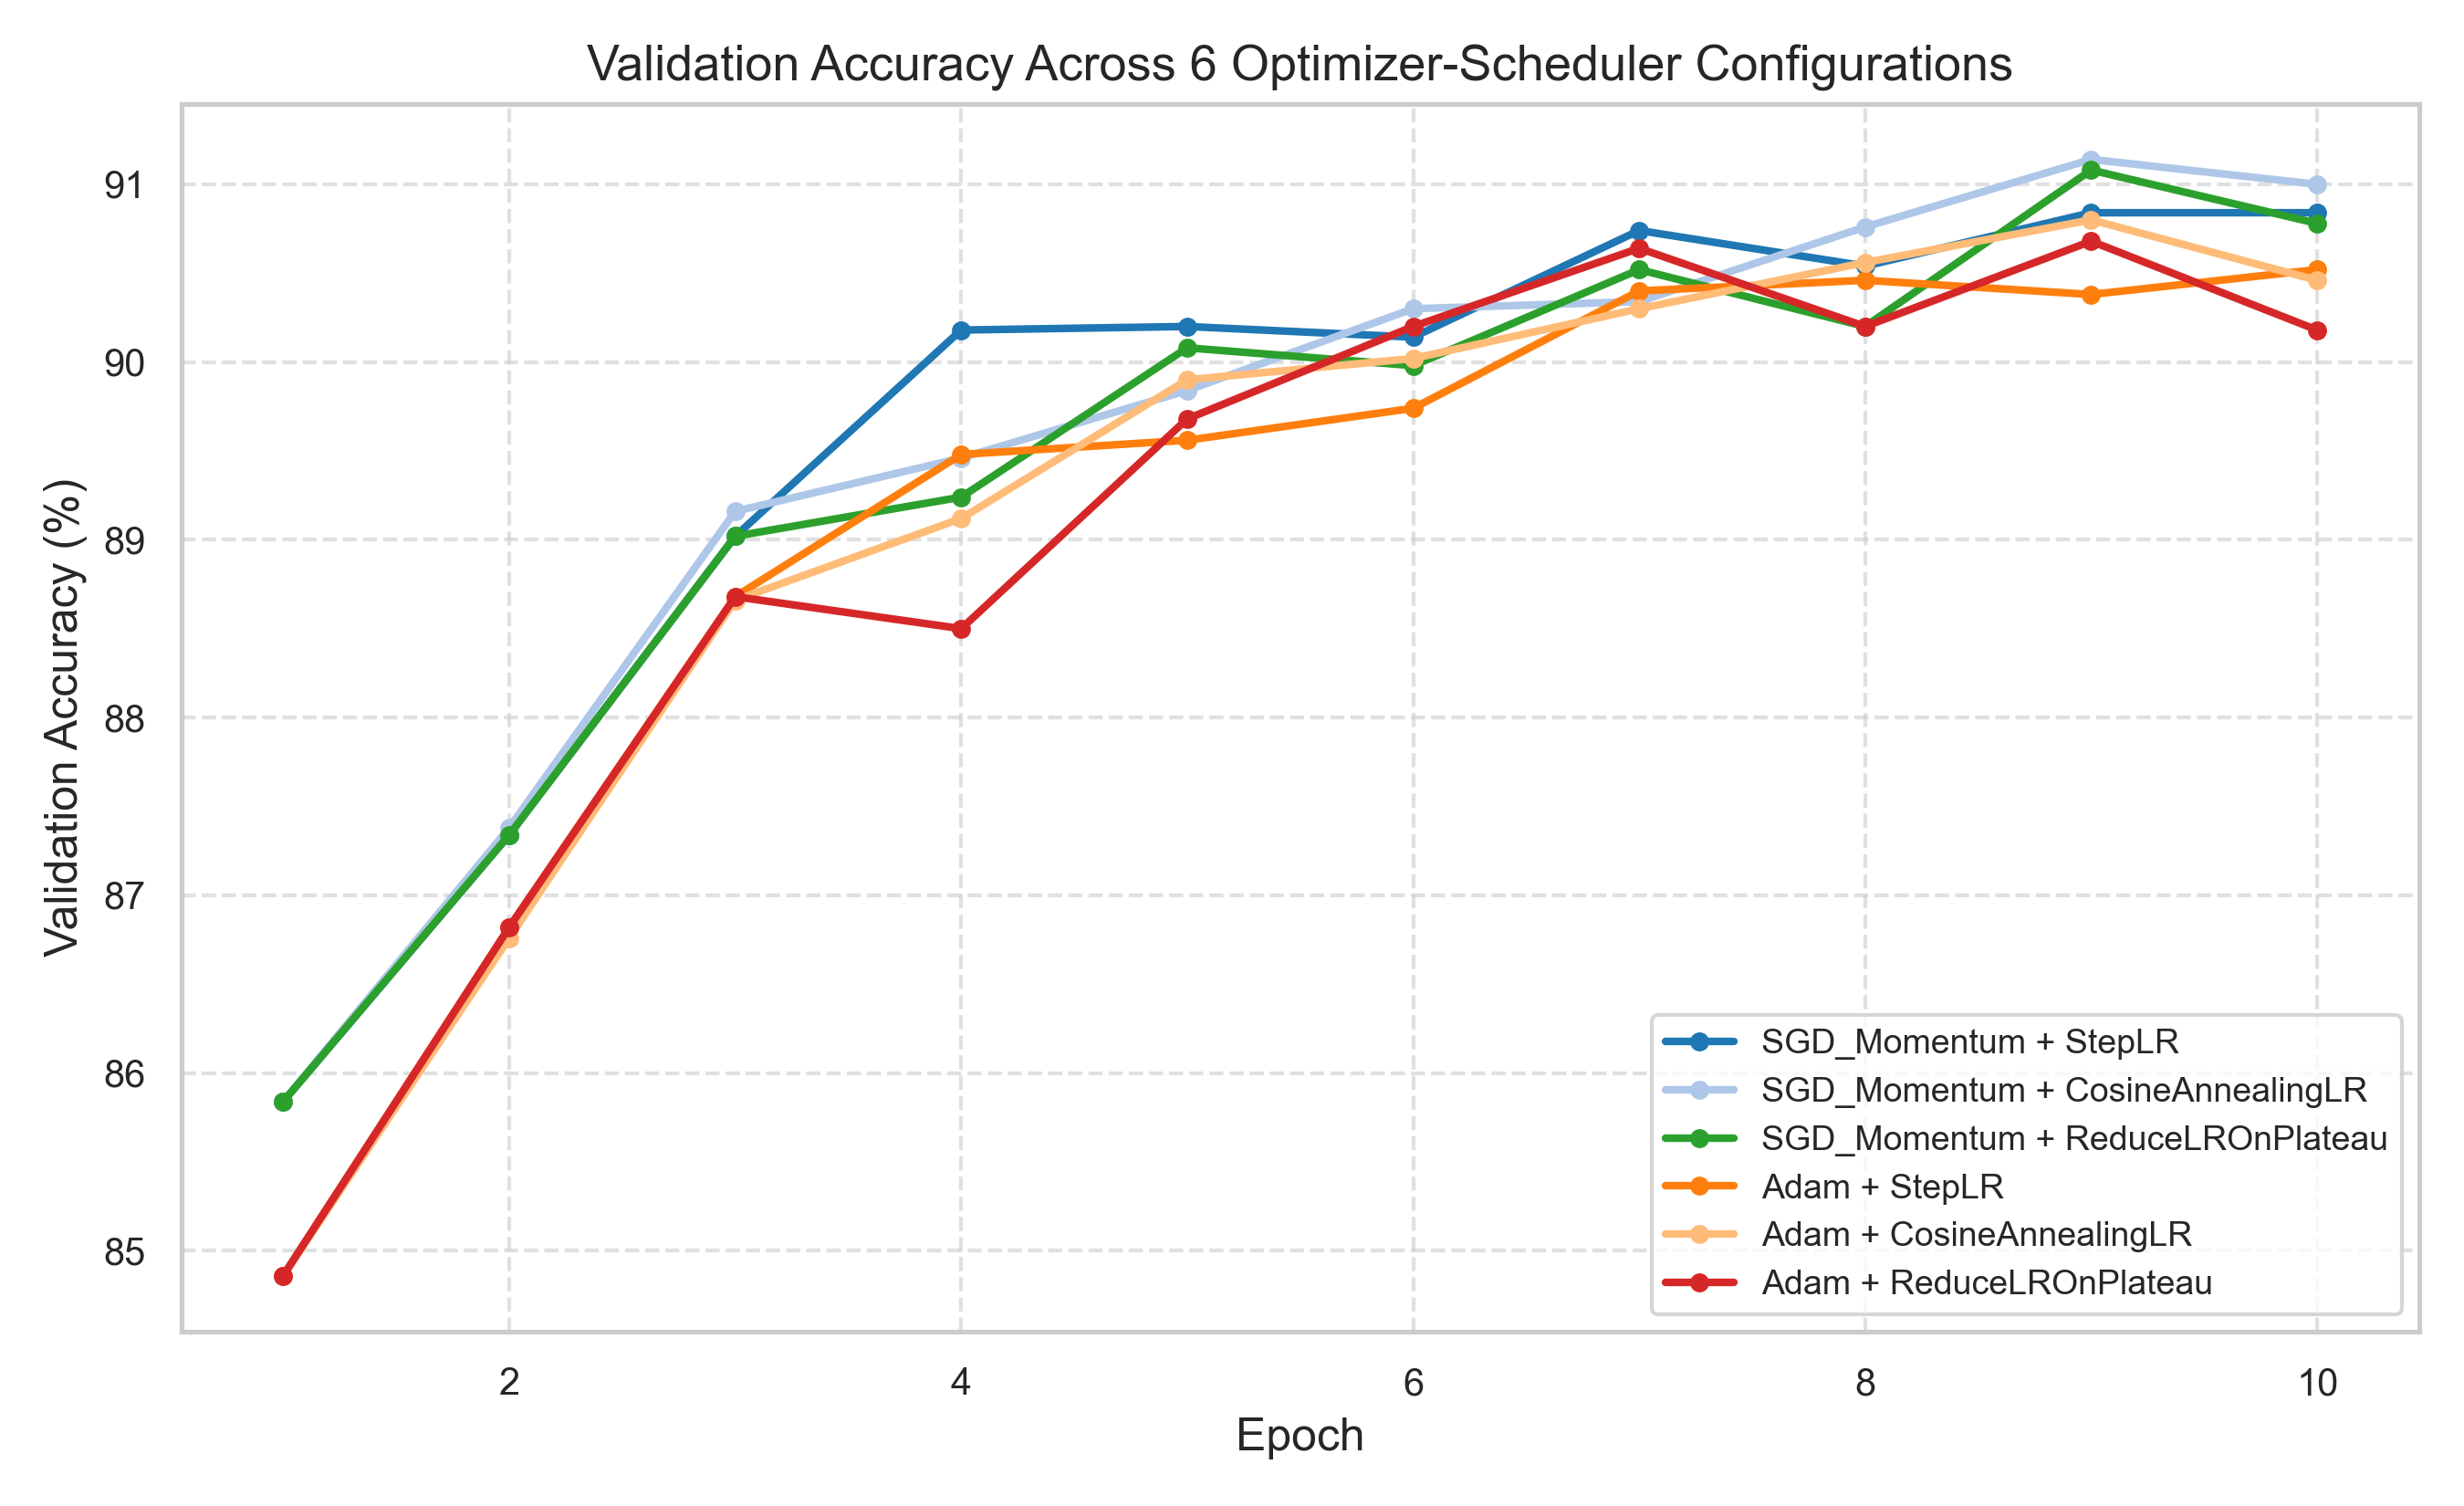 Validation Accuracy Across 6 Optimizer-Scheduler Configurations
Validation Accuracy (%)
91
90
89
88
87
86
85
SGD_Momentum + StepLR
SGD_Momentum + CosineAnnealingLR
SGD_Momentum + ReduceLROnPlateau
Adam + StepLR
Adam + CosineAnnealingLR
Adam + ReduceLROnPlateau
2 4 6 8 10
Epoch